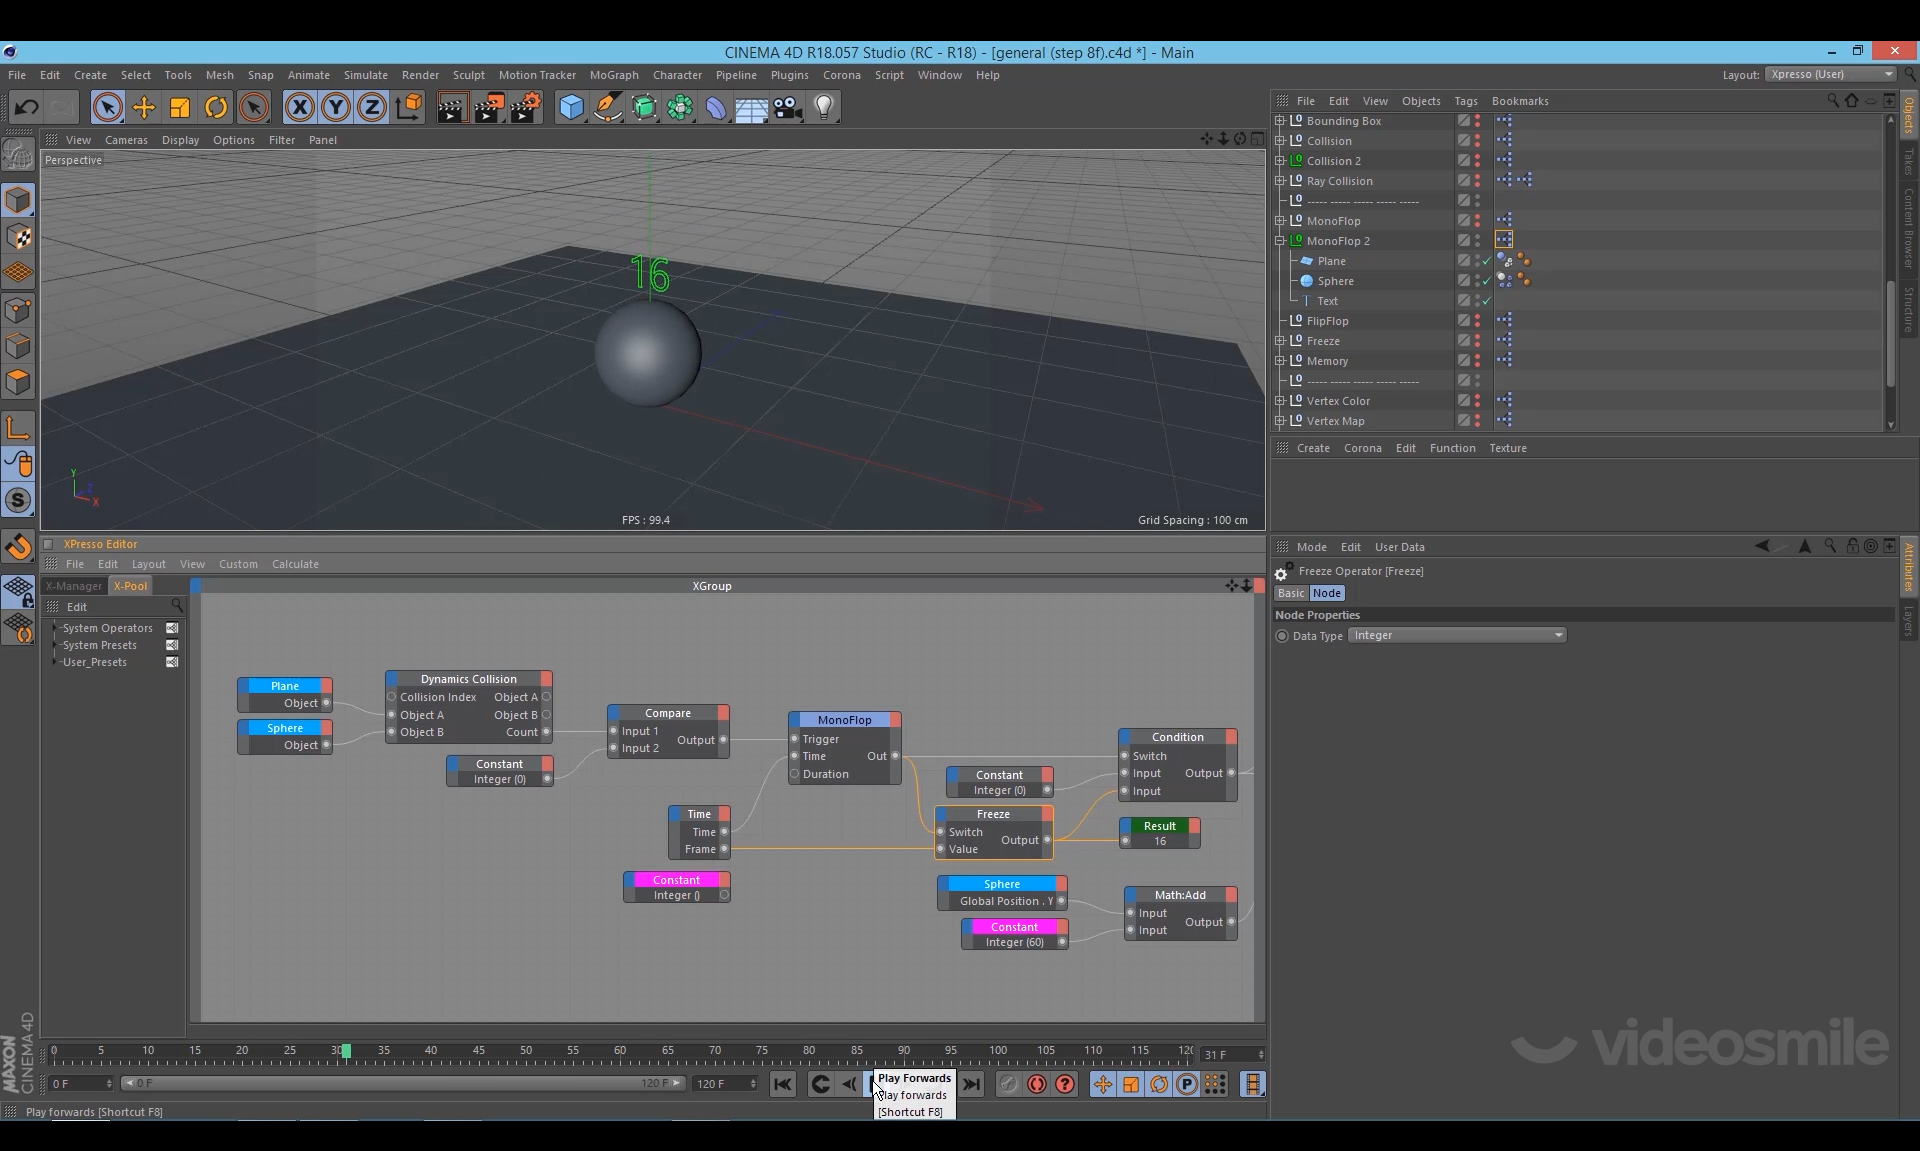 CINEMA 4D R18.057 Studio (RC - R18) - [general (step 8f).c4d *] - Main
File Edit Create Select Tools Mesh Snap Animate Simulate Render Sculpt Motion Tracker MoGraph Character Pipeline Plugins Corona Script Window Help
Layout: Xpresso (User)
X Y Z
View Cameras Display Options Filter Panel
Perspective
16
Y
Z
X
FPS : 99.4
Grid Spacing : 100 cm
S
File Edit View Objects Tags Bookmarks
Bounding Box
Collision
Collision 2
Ray Collision
----- ----- ----- ----- -----
MonoFlop
MonoFlop 2
Plane
Sphere
Text
FlipFlop
Freeze
Memory
----- ----- ----- ----- -----
Vertex Color
Vertex Map
Objects
Takes
Content Browser
Structure
Create Corona Edit Function Texture
Mode Edit User Data
Freeze Operator [Freeze]
Basic Node
Node Properties
Data Type Integer
Attributes
Layers
XPresso Editor
File Edit Layout View Custom Calculate
X-Manager X-Pool
XGroup
Edit
System Operators
System Presets
User_Presets
Plane
Object
Sphere
Object
Dynamics Collision
Collision Index Object A
Object A Object B
Object B Count
Constant
Integer (0)
Compare
Input 1
Output
Input 2
MonoFlop
Trigger
Time Out
Duration
Time
Time
Frame
Constant
Integer ()
Constant
Integer (0)
Freeze
Switch
Output
Value
Condition
Switch
Input Output
Input
Result
16
Sphere
Global Position . Y
Constant
Integer (60)
Math:Add
Input
Output
Input
MAXON
CINEMA 4D
0 5 10 15 20 25 30 35 40 45 50 55 60 65 70 75 80 85 90 95 100 105 110 115 120
31 F
0 F
0 F
120 F
120 F
P
Play Forwards
Play forwards
[Shortcut F8]
Play forwards [Shortcut F8]
videosmile